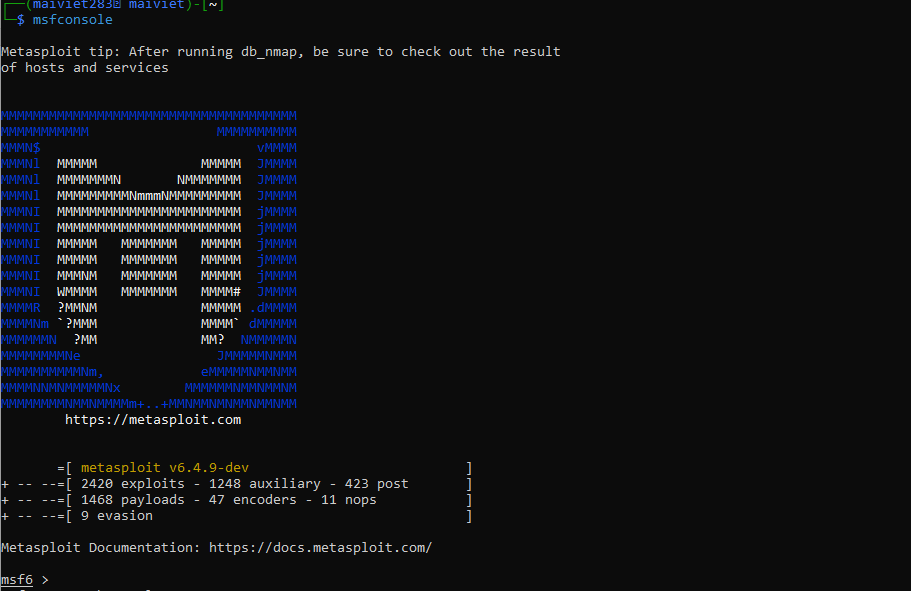 (maiviet283 maiviet)-[~]
$ msfconsole
Metasploit tip: After running db_nmap, be sure to check out the result
of hosts and services
MMMMMMMMMMMMMMMMMMMMMMMMMMMMMMMMMMMMM
MMMMMMMMMMM                MMMMMMMMMM
MMMN$                           vMMMM
MMMNl  MMMMM             MMMMM  JMMMM
MMMNl  MMMMMMMN       NMMMMMMM  JMMMM
MMMNl  MMMMMMMMMNmmmNMMMMMMMMM  JMMMM
MMMNI  MMMMMMMMMMMMMMMMMMMMMMM  jMMMM
MMMNI  MMMMMMMMMMMMMMMMMMMMMMM  jMMMM
MMMNI  MMMMM   MMMMMMM   MMMMM  jMMMM
MMMNI  MMMMM   MMMMMMM   MMMMM  jMMMM
MMMNI  MMMNM   MMMMMMM   MMMMM  jMMMM
MMMNI  WMMMM   MMMMMMM   MMMM#  JMMMM
MMMMR  ?MMNM             MMMMM .dMMMM
MMMMNm `?MMM             MMMM` dMMMMM
MMMMMMN  ?MM             MM?  NMMMMMN
MMMMMMMMNe                 JMMMMMNMMM
MMMMMMMMMMNm,            eMMMMMNMMNMM
MMMMNNMNMMMMMNx        MMMMMMNMMNMMNM
MMMMMMMMNMMNMMMMm+..+MMNMMNMNMMNMMNMM
https://metasploit.com
=[ metasploit v6.4.9-dev ]
+ -- --=[ 2420 exploits - 1248 auxiliary - 423 post ]
+ -- --=[ 1468 payloads - 47 encoders - 11 nops ]
+ -- --=[ 9 evasion ]
Metasploit Documentation: https://docs.metasploit.com/
msf6 >